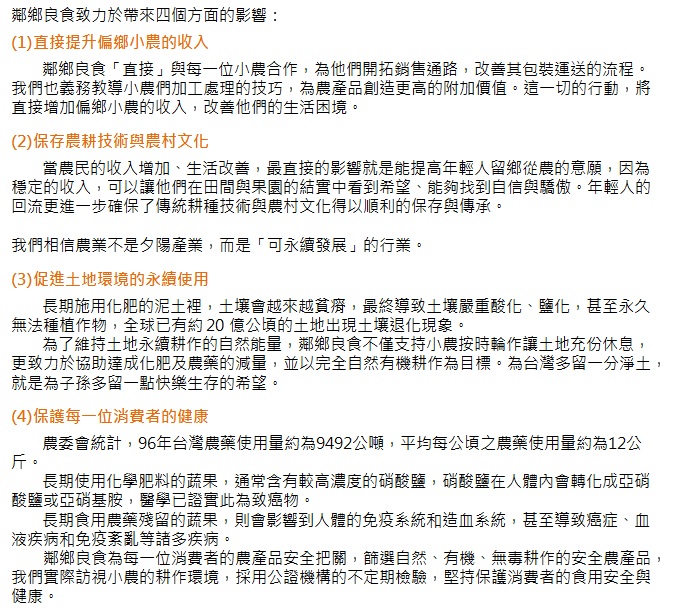 鄰鄉良食致力於帶來四個方面的影響：
(1)直接提升偏鄉小農的收入
鄰鄉良食「直接」與每一位小農合作，為他們開拓銷售通路，改善其包裝運送的流程。
我們也義務教導小農們加工處理的技巧，為農產品創造更高的附加價值。這一切的行動，將
直接增加偏鄉小農的收入，改善他們的生活困境。
(2)保存農耕技術與農村文化
當農民的收入增加、生活改善，最直接的影響就是能提高年輕人留鄉從農的意願，因為
穩定的收入，可以讓他們在田間與果園的結實中看到希望、能夠找到自信與驕傲。年輕人的
回流更進一步確保了傳統耕種技術與農村文化得以順利的保存與傳承。
我們相信農業不是夕陽產業，而是「可永續發展」的行業。
(3)促進土地環境的永續使用
長期施用化肥的泥土裡，土壤會越來越貧瘠，最終導致土壤嚴重酸化、鹽化，甚至永久
無法種植作物，全球已有約 20 億公頃的土地出現土壤退化現象。
為了維持土地永續耕作的自然能量，鄰鄉良食不僅支持小農按時輪作讓土地充份休息，
更致力於協助達成化肥及農藥的減量，並以完全自然有機耕作為目標。為台灣多留一分淨土，
就是為子孫多留一點快樂生存的希望。
(4)保護每一位消費者的健康
農委會統計，96年台灣農藥使用量約為9492公噸，平均每公頃之農藥使用量約為12公
斤。
長期使用化學肥料的蔬果，通常含有較高濃度的硝酸鹽，硝酸鹽在人體內會轉化成亞硝
酸鹽或亞硝基胺，醫學已證實此為致癌物。
長期食用農藥殘留的蔬果，則會影響到人體的免疫系統和造血系統，甚至導致癌症、血
液疾病和免疫紊亂等諸多疾病。
鄰鄉良食為每一位消費者的農產品安全把關，篩選自然、有機、無毒耕作的安全農產品，
我們實際訪視小農的耕作環境，採用公證機構的不定期檢驗，堅持保護消費者的食用安全與
健康。